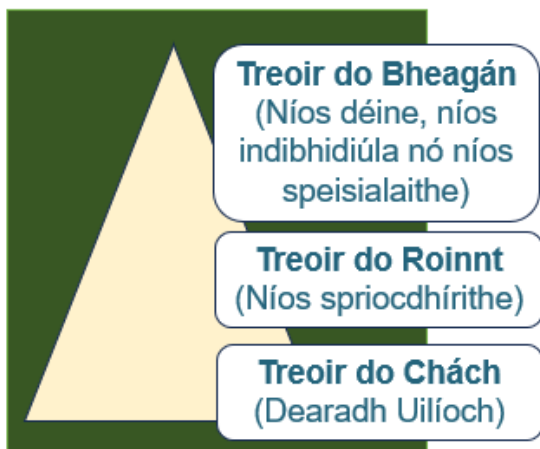 Treoir do Bheagán
(Níos déine, níos
indibhidiúla nó níos
speisialaithe)
Treoir do Roinnt
(Níos spriocdhírithe)
Treoir do Chách
(Dearadh Uilíoch)